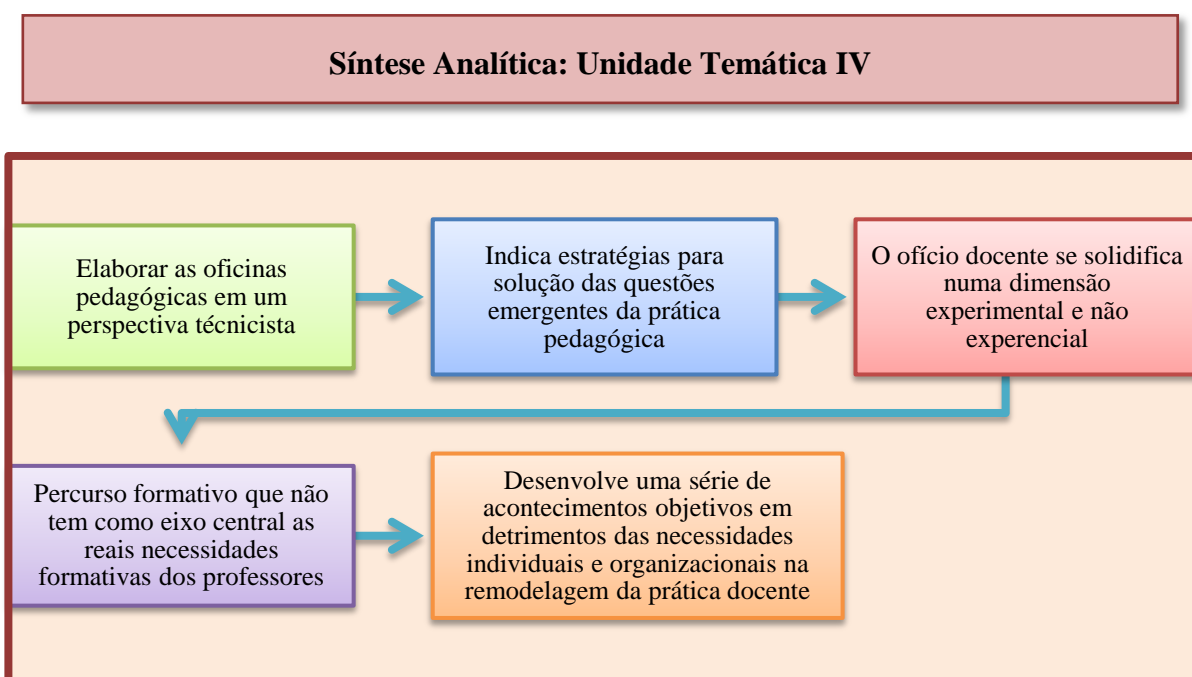 Síntese Analítica: Unidade Temática IV
Elaborar as oficinas
pedagógicas em um
perspectiva técnicista
Indica estratégias para
solução das questões
emergentes da prática
pedagógica
O ofício docente se solidifica
numa dimensão
experimental e não
experencial
Percurso formativo que não
tem como eixo central as
reais necessidades
formativas dos professores
Desenvolve uma série de
acontecimentos objetivos em
detrimentos das necessidades
individuais e organizacionais na
remodelagem da prática docente